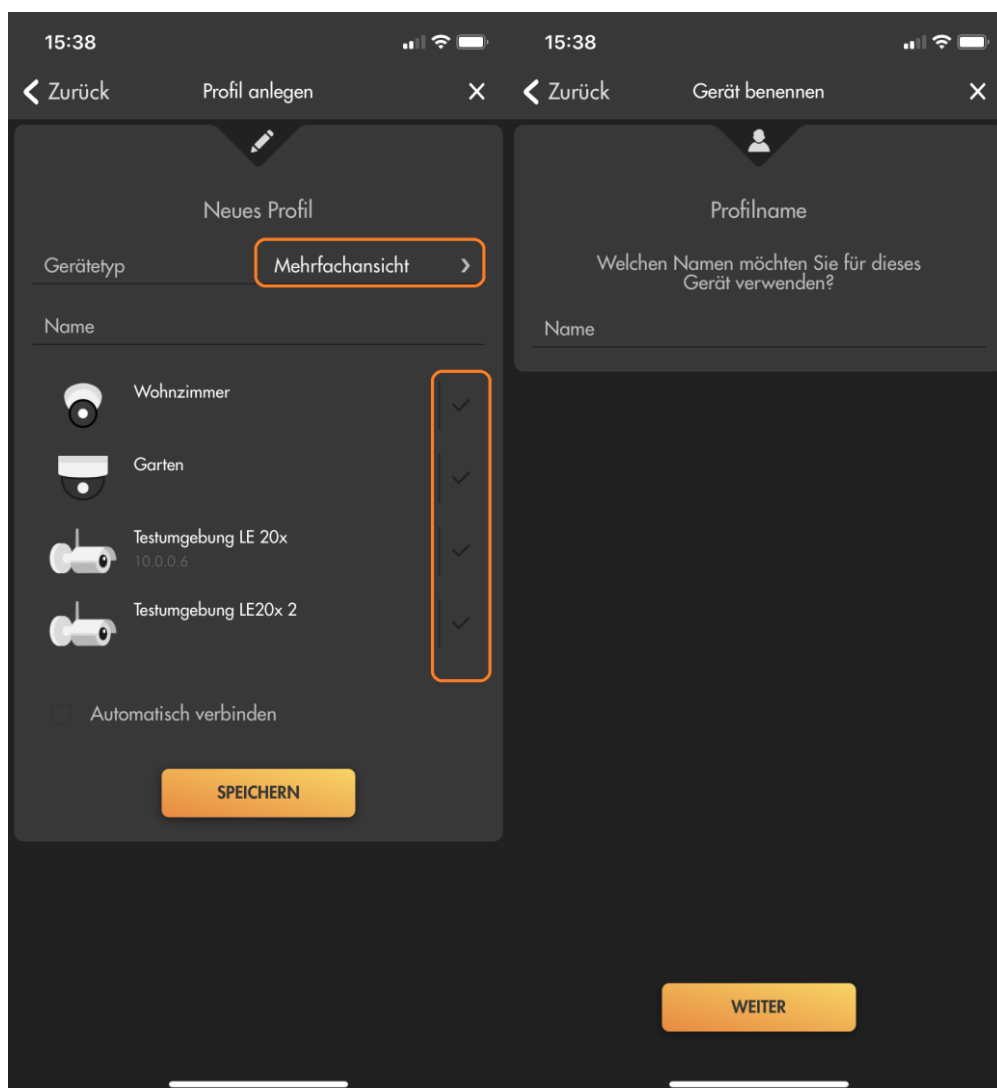 15:38
Zurück
Profil anlegen
Neues Profil
Gerätetyp
Mehrfachansicht
Name
Wohnzimmer
Garten
Testumgebung LE 20x
10.0.0.6
Testumgebung LE20x 2
Automatisch verbinden
SPEICHERN
15:38
Zurück
Gerät benennen
Profilname
Welchen Namen möchten Sie für dieses
Gerät verwenden?
Name
WEITER